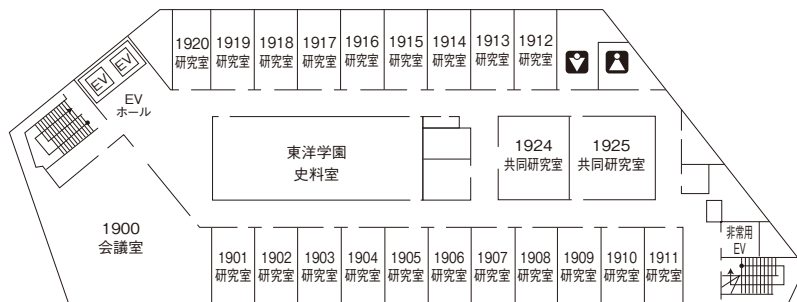 1920
研究室
1919
研究室
1918
研究室
1917
研究室
1916
研究室
1915
研究室
1914
研究室
1913
研究室
1912
研究室
EV
EV
EV
ホール
東洋学園
史料室
1924
共同研究室
1925
共同研究室
1900
会議室
非常用
EV
1901
研究室
1902
研究室
1903
研究室
1904
研究室
1905
研究室
1906
研究室
1907
研究室
1908
研究室
1909
研究室
1910
研究室
1911
研究室